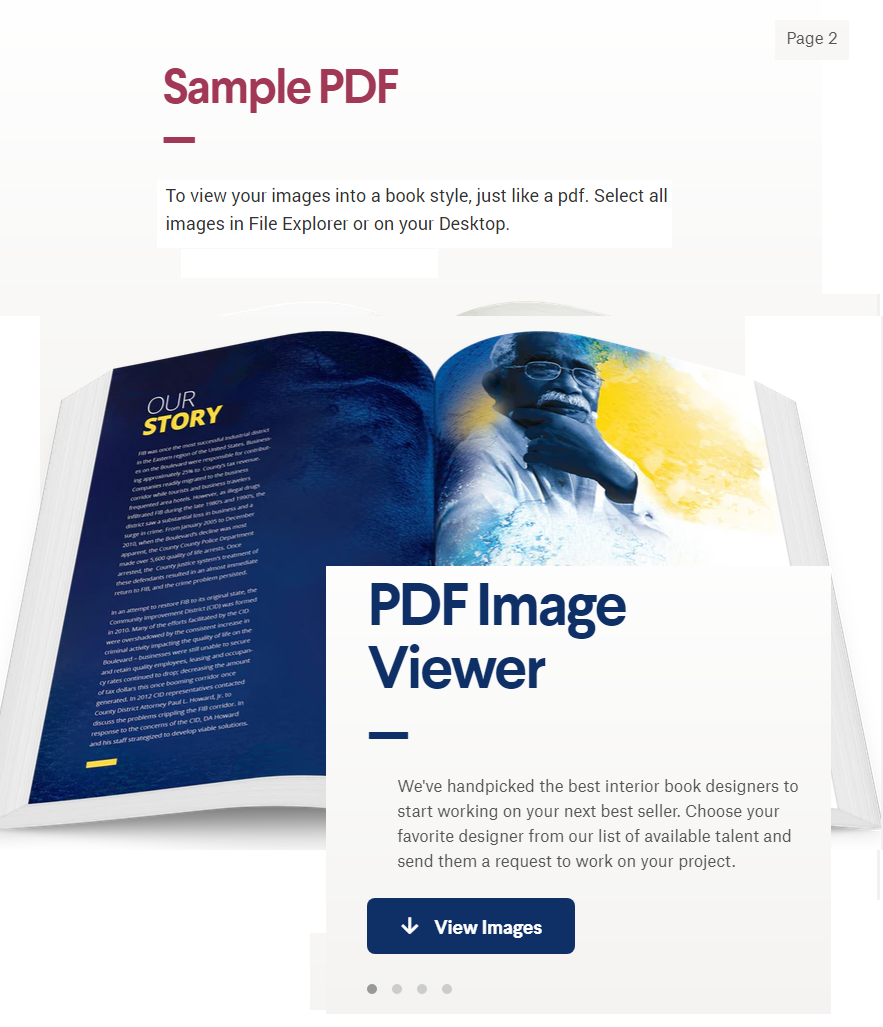 Page 2
Sample PDF
To view your images into a book style, just like a pdf. Select all
images in File Explorer or on your Desktop.
OUR
STORY
FIB was once the most successful industrial district
in the Eastern region of the United States. Business-
es on the Boulevard were responsible for contribut-
ing approximately 25% to County's tax revenue.
Companies readily migrated to the business
corridor while tourists and business travelers
frequented area hotels. However, as illegal drugs
infiltrated FIB during the late 1980's and 1990's, the
district saw a substantial loss in business and a
surge in crime. From January 2005 to December
2010, when the Boulevard's decline was most
apparent, the County County Police Department
made over 5,600 quality of life arrests. Once
arrested, the County justice system's treatment of
these defendants resulted in an almost immediate
return to FIB, and the crime problem persisted.
In an attempt to restore FIB to its original state, the
Community Improvement District (CID) was formed
in 2010. Many of the efforts facilitated by the CID
were overshadowed by the consistent increase in
criminal activity impacting the quality of life on the
Boulevard – businesses were still unable to secure
and retain quality employees, leasing and occupan-
cy rates continued to drop; decreasing the amount
of tax dollars this once booming corridor once
generated. In 2012 CID representatives contacted
County District Attorney Paul L. Howard, Jr. to
discuss the problems crippling the FIB corridor. In
response to the concerns of the CID, DA Howard
and his staff strategized to develop viable solutions.
PDF Image
Viewer
We've handpicked the best interior book designers to
start working on your next best seller. Choose your
favorite designer from our list of available talent and
send them a request to work on your project.
View Images